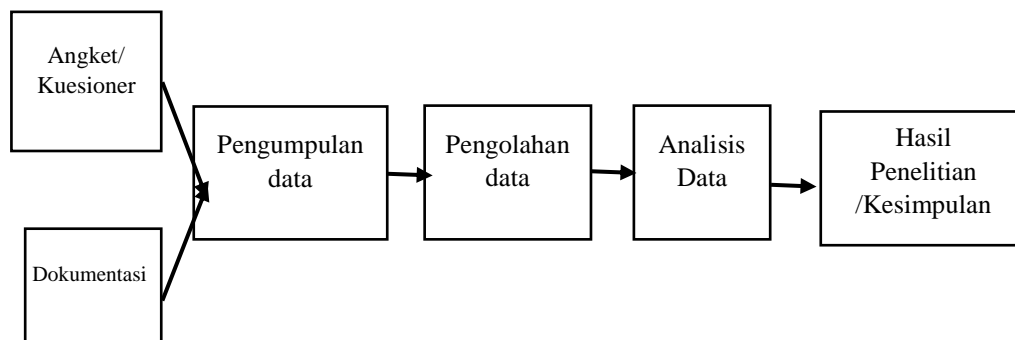 Angket/
Kuesioner
Pengumpulan
data
Pengolahan
data
Analisis
Data
Hasil
Penelitian
/Kesimpulan
Dokumentasi